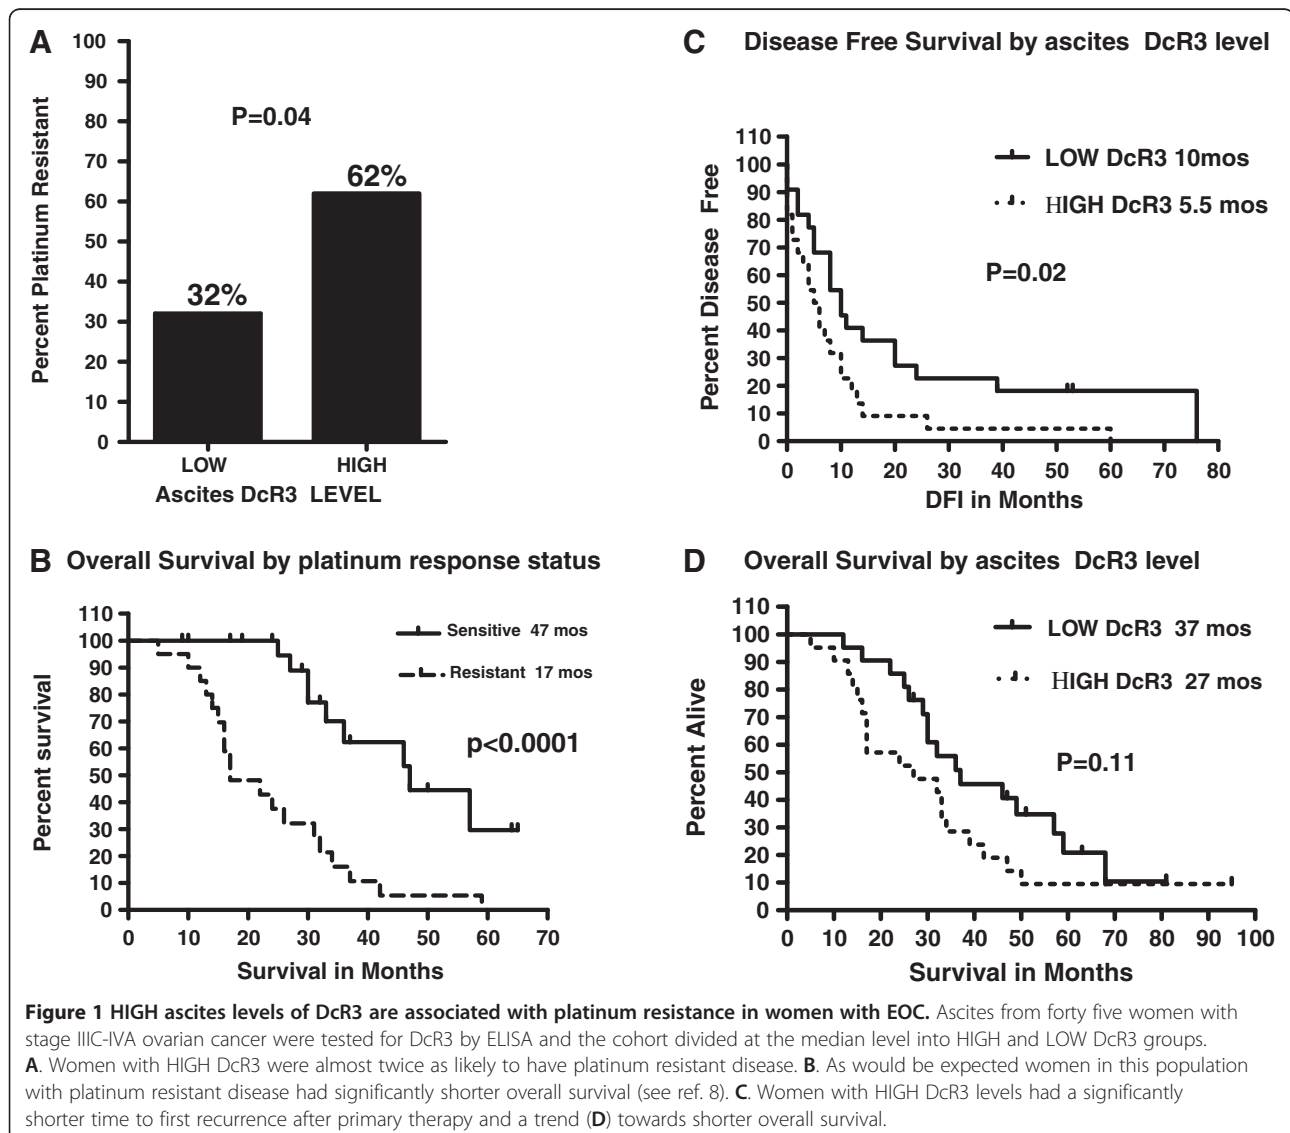 A
100
90
80
70
60
50
40
30
20
10
0
Percent Platinum Resistant
P=0.04
32%
62%
LOW HIGH
Ascites DcR3 LEVEL
C Disease Free Survival by ascites DcR3 level
110
100
90
80
70
60
50
40
30
20
10
0
Percent Disease Free
LOW DcR3 10mos
HIGH DcR3 5.5 mos
P=0.02
0 10 20 30 40 50 60 70 80
DFI in Months
B Overall Survival by platinum response status
110
100
90
80
70
60
50
40
30
20
10
0
Percent survival
Sensitive 47 mos
Resistant 17 mos
p<0.0001
0 10 20 30 40 50 60 70
Survival in Months
D Overall Survival by ascites DcR3 level
110
100
90
80
70
60
50
40
30
20
10
0
Percent Alive
LOW DcR3 37 mos
HIGH DcR3 27 mos
P=0.11
0 10 20 30 40 50 60 70 80 90 100
Survival in Months
Figure 1 HIGH ascites levels of DcR3 are associated with platinum resistance in women with EOC. Ascites from forty five women with
stage IIIC-IVA ovarian cancer were tested for DcR3 by ELISA and the cohort divided at the median level into HIGH and LOW DcR3 groups.
A. Women with HIGH DcR3 were almost twice as likely to have platinum resistant disease. B. As would be expected women in this population
with platinum resistant disease had significantly shorter overall survival (see ref. 8). C. Women with HIGH DcR3 levels had a significantly
shorter time to first recurrence after primary therapy and a trend (D) towards shorter overall survival.